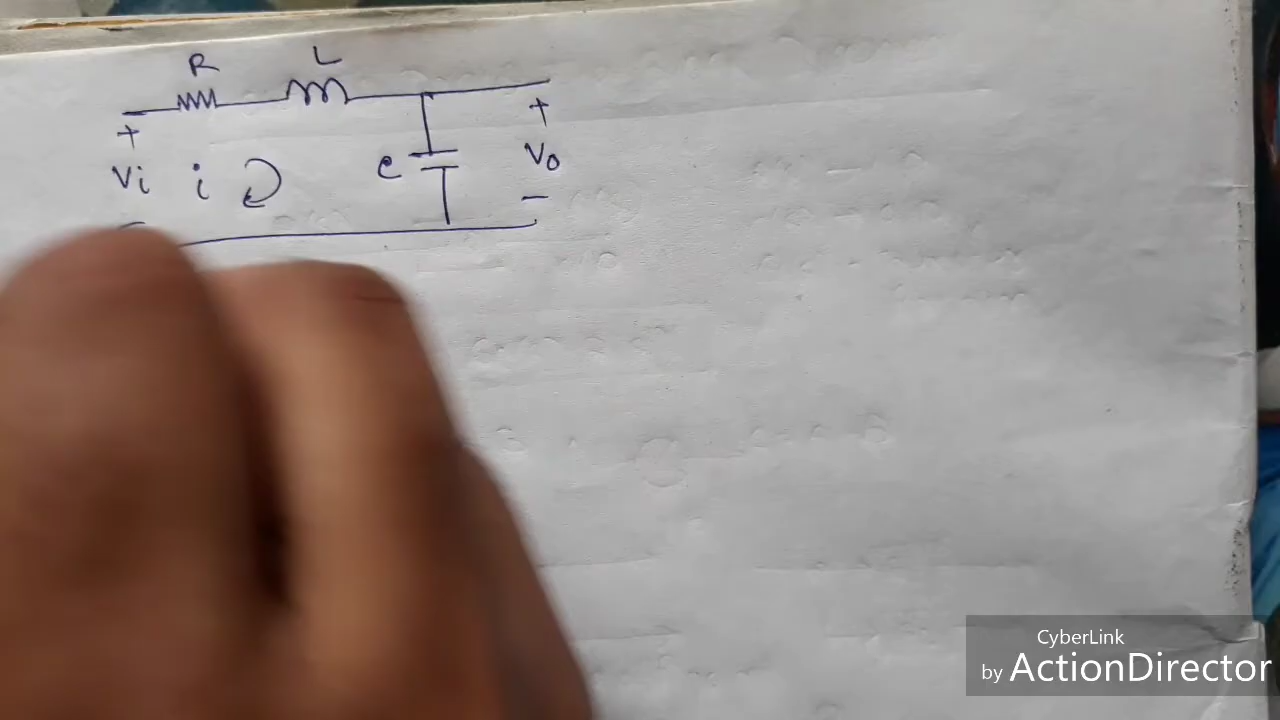 R L
+ +
Vi i C Vo
- -
CyberLink
by ActionDirector